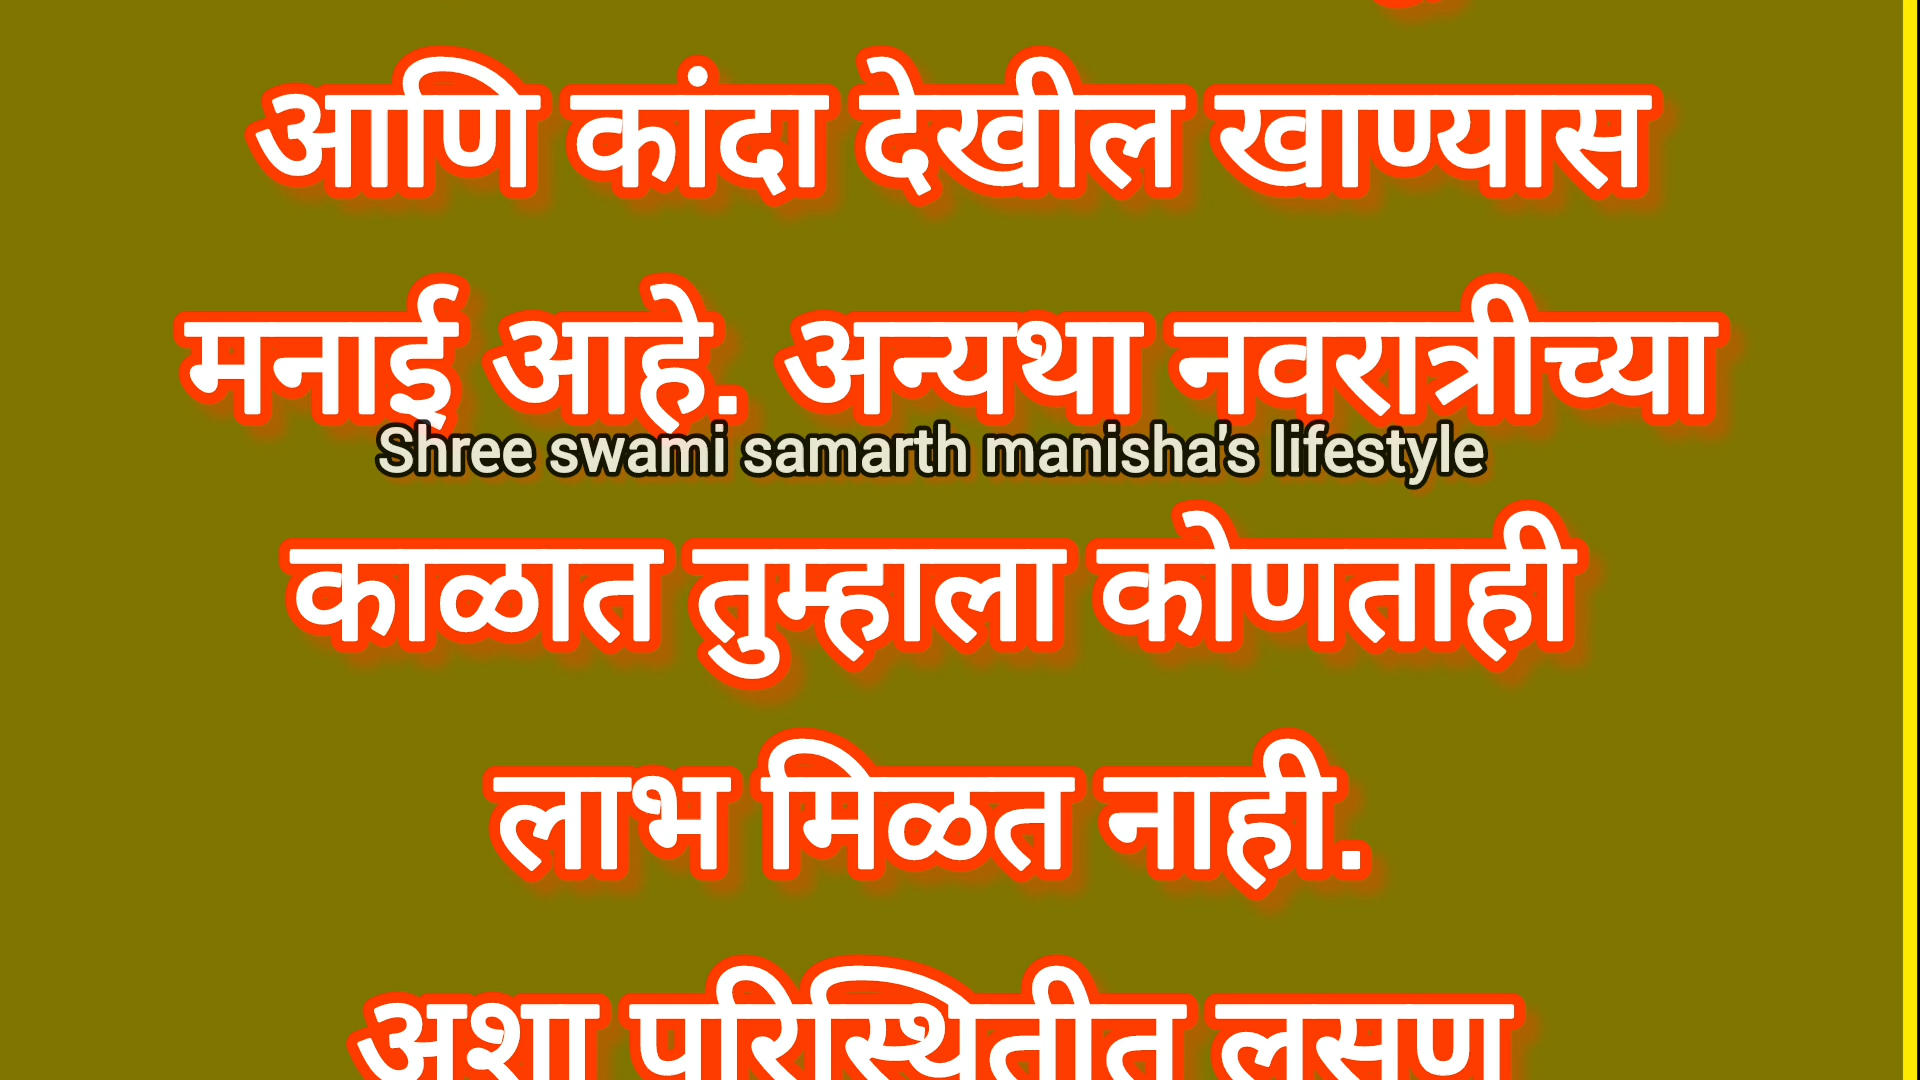 आणि कांदा देखील खाण्यास
मनाई आहे. अन्यथा नवरात्रीच्या
Shree swami samarth manisha's lifestyle
काळात तुम्हाला कोणताही
लाभ मिळत नाही.
अशा परिस्थितीत लसण